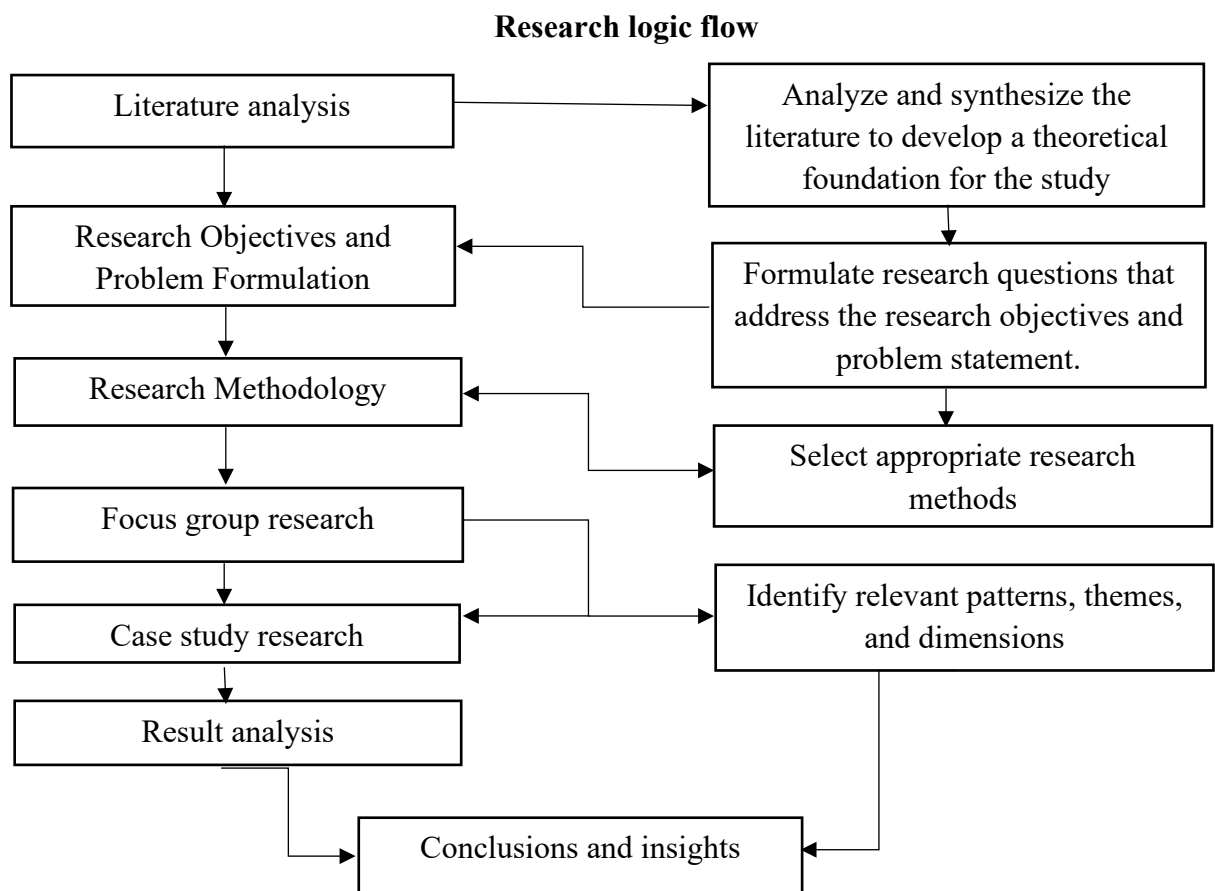 Research logic flow
Literature analysis
Analyze and synthesize the
literature to develop a theoretical
foundation for the study
Research Objectives and
Problem Formulation
Formulate research questions that
address the research objectives and
problem statement.
Research Methodology
Select appropriate research
methods
Focus group research
Identify relevant patterns, themes,
and dimensions
Case study research
Result analysis
Conclusions and insights